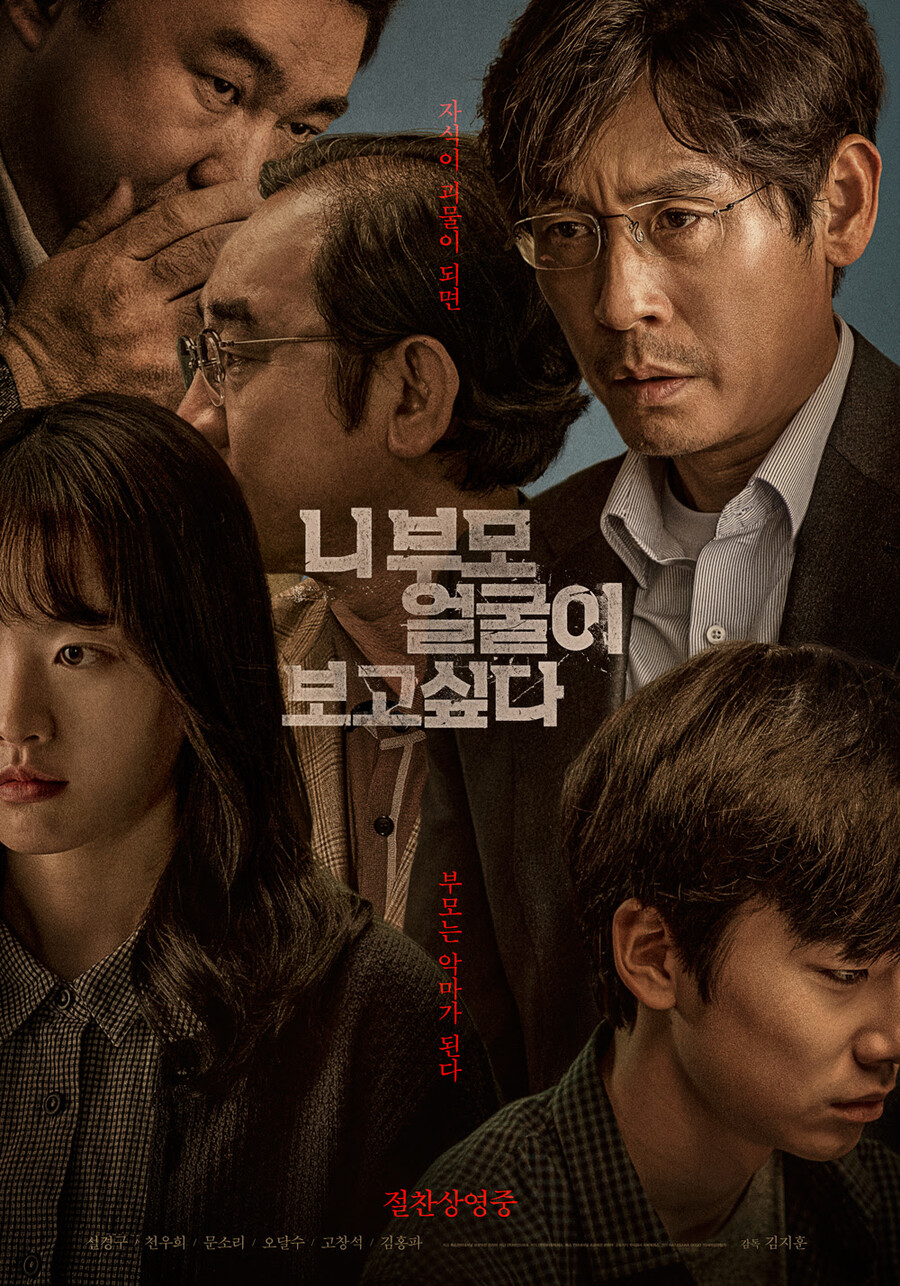 자식이 괴물이 되면
니 부모
얼굴이
보고싶다
부모는 악마가 된다
절찬상영중
설경구 / 천우희 / 문소리 / 오달수 / 고창석 / 김홍파
감독 김지훈